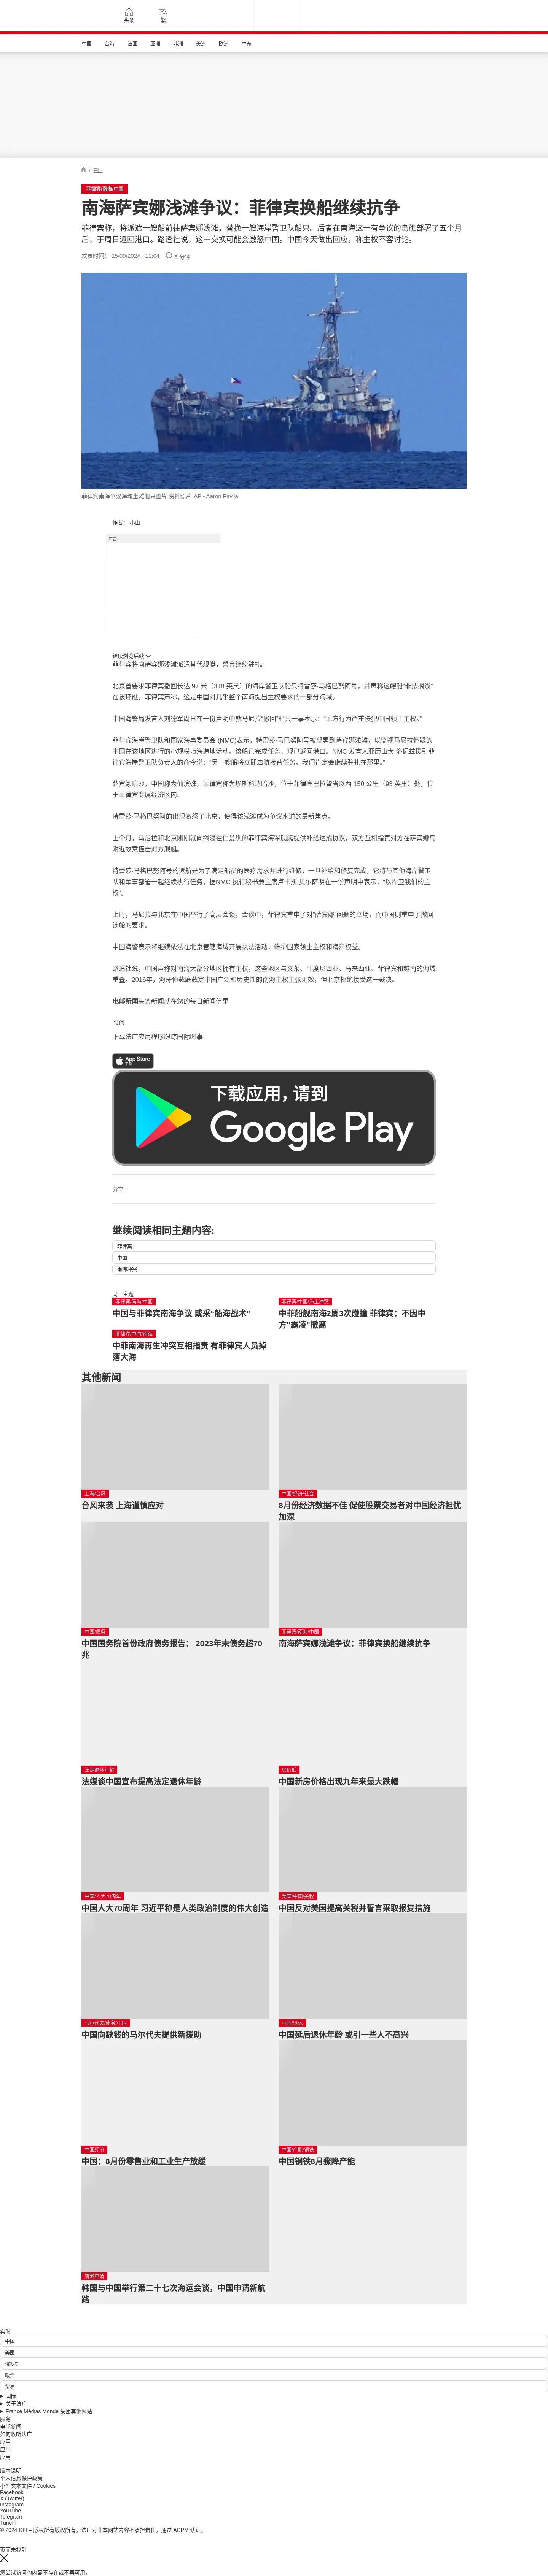 头条
繁
中国
台海
法国
亚洲
非洲
美洲
欧洲
中东
/ 中国
菲律宾/南海/中国
南海萨宾娜浅滩争议：菲律宾换船继续抗争
菲律宾称，将派遣一艘船前往萨宾娜浅滩，替换一艘海岸警卫队船只。后者在南海这一有争议的岛礁部署了五个月
后，于周日返回港口。路透社说，这一交换可能会激怒中国。中国今天做出回应，称主权不容讨论。
发表时间： 15/09/2024 - 11:04
5 分钟
菲律宾南海争议海域坐滩舰只图片 资料照片 AP - Aaron Favila
作者： 小山
广告
继续浏览后续
菲律宾将向萨宾娜浅滩派遣替代舰艇，誓言继续驻扎。
北京曾要求菲律宾撤回长达 97 米（318 英尺）的海岸警卫队船只特雷莎·马格巴努阿号，并声称这艘船“非法搁浅”
在该环礁。菲律宾声称，这是中国对几乎整个南海提出主权要求的一部分海域。
中国海警局发言人刘德军周日在一份声明中就马尼拉“撤回”船只一事表示：“菲方行为严重侵犯中国领土主权。”
菲律宾海岸警卫队和国家海事委员会 (NMC)表示，特雷莎·马巴努阿号被部署到萨宾娜浅滩，以监视马尼拉怀疑的
中国在该地区进行的小规模填海造地活动。该船已完成任务，现已返回港口。NMC 发言人亚历山大·洛佩兹援引菲
律宾海岸警卫队负责人的命令说：“另一艘船将立即启航接替任务。我们肯定会继续驻扎在那里。”
萨宾娜暗沙，中国称为仙滨礁，菲律宾称为埃斯科达暗沙，位于菲律宾巴拉望省以西 150 公里（93 英里）处，位
于菲律宾专属经济区内。
特雷莎·马格巴努阿的出现激怒了北京，使得该浅滩成为争议水道的最新焦点。
上个月，马尼拉和北京刚刚就向搁浅在仁爱礁的菲律宾海军舰艇提供补给达成协议，双方互相指责对方在萨宾娜岛
附近故意撞击对方舰艇。
特蕾莎·马格巴努阿号的返航是为了满足船员的医疗需求并进行维修，一旦补给和修复完成，它将与其他海岸警卫
队和军事部署一起继续执行任务，据NMC 执行秘书兼主席卢卡斯·贝尔萨明在一份声明中表示，“以捍卫我们的主
权”。
上周，马尼拉与北京在中国举行了高层会谈，会谈中，菲律宾重申了对“萨宾娜”问题的立场，而中国则重申了撤回
该船的要求。
中国海警表示将继续依法在北京管辖海域开展执法活动，维护国家领土主权和海洋权益。
路透社说，中国声称对南海大部分地区拥有主权，这些地区与文莱、印度尼西亚、马来西亚、菲律宾和越南的海域
重叠。2016年，海牙仲裁庭裁定中国广泛和历史性的南海主权主张无效，但北京拒绝接受这一裁决。
电邮新闻头条新闻就在您的每日新闻信里
订阅
下载法广应用程序跟踪国际时事
App Store
下载
下载应用，请到
Google Play
分享 :
继续阅读相同主题内容:
菲律宾
中国
南海冲突
同一主题
菲律宾/南海/中国
中国与菲律宾南海争议 或采“船海战术”
菲律宾/中国/海上冲突
中菲船舰南海2周3次碰撞 菲律宾：不因中
方“霸凌”撤离
菲律宾/中国/南海
中菲南海再生冲突互相指责 有菲律宾人员掉
落大海
其他新闻
上海/台风
台风来袭 上海谨慎应对
中国/经济/社会
8月份经济数据不佳 促使股票交易者对中国经济担忧
加深
中国/债务
中国国务院首份政府债务报告： 2023年末债务超70
兆
菲律宾/南海/中国
南海萨宾娜浅滩争议：菲律宾换船继续抗争
法定退休年龄
法媒谈中国宣布提高法定退休年龄
房价低
中国新房价格出现九年来最大跌幅
中国/人大70周年
中国人大70周年 习近平称是人类政治制度的伟大创造
美国/中国/关税
中国反对美国提高关税并誓言采取报复措施
马尔代夫/债务/中国
中国向缺钱的马尔代夫提供新援助
中国/退休
中国延后退休年龄 或引一些人不高兴
中国经济
中国：8月份零售业和工业生产放缓
中国/产能/钢铁
中国钢铁8月骤降产能
航路申请
韩国与中国举行第二十七次海运会谈，中国申请新航
路
实时
中国
美国
俄罗斯
政治
贸易
国际
关于法广
France Médias Monde 集团其他网站
服务
电邮新闻
如何收听法广
应用
应用
应用
版本说明
个人信息保护政策
小型文本文件 / Cookies
Facebook
X (Twitter)
Instagram
YouTube
Telegram
TuneIn
© 2024 RFI – 版权所有版权所有。法广对非本网站内容不承担责任。通过 ACPM 认证。
页面未找到
您尝试访问的内容不存在或不再可用。